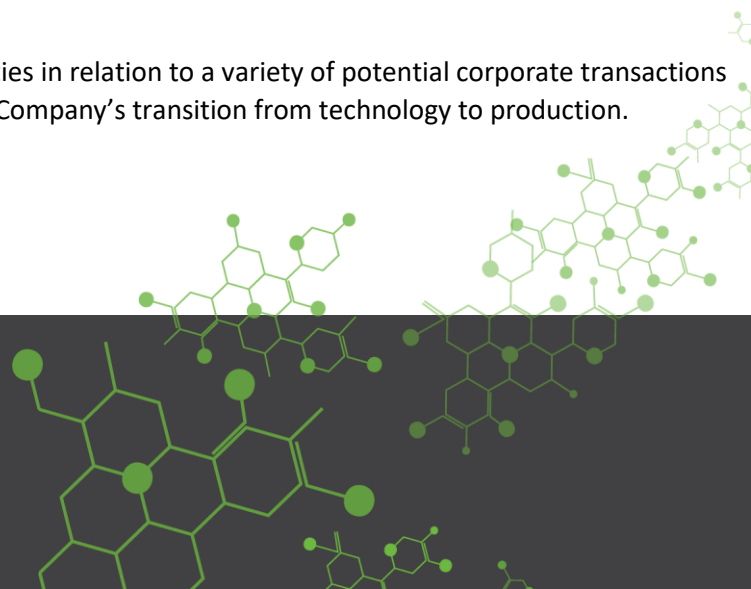 ies in relation to a variety of potential corporate transactions
Company’s transition from technology to production.